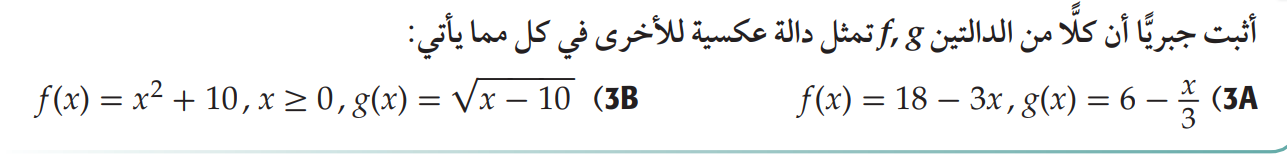 أثبت جبريًّا أن كلًّا من الدالتين f, g تمثل دالة عكسية للأخرى في كل مما يأتي:
(3A f(x) = 18 − 3x, g(x) = 6 − x/3 (3B f(x) = x² + 10, x ≥ 0, g(x) = √(x − 10)